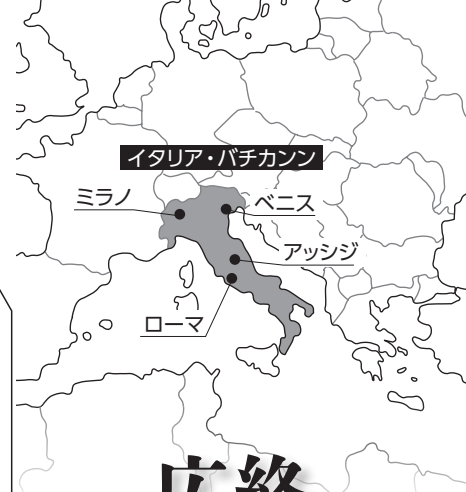 イタリア・バチカンン
ミラノ
ベニス
アッシジ
ローマ